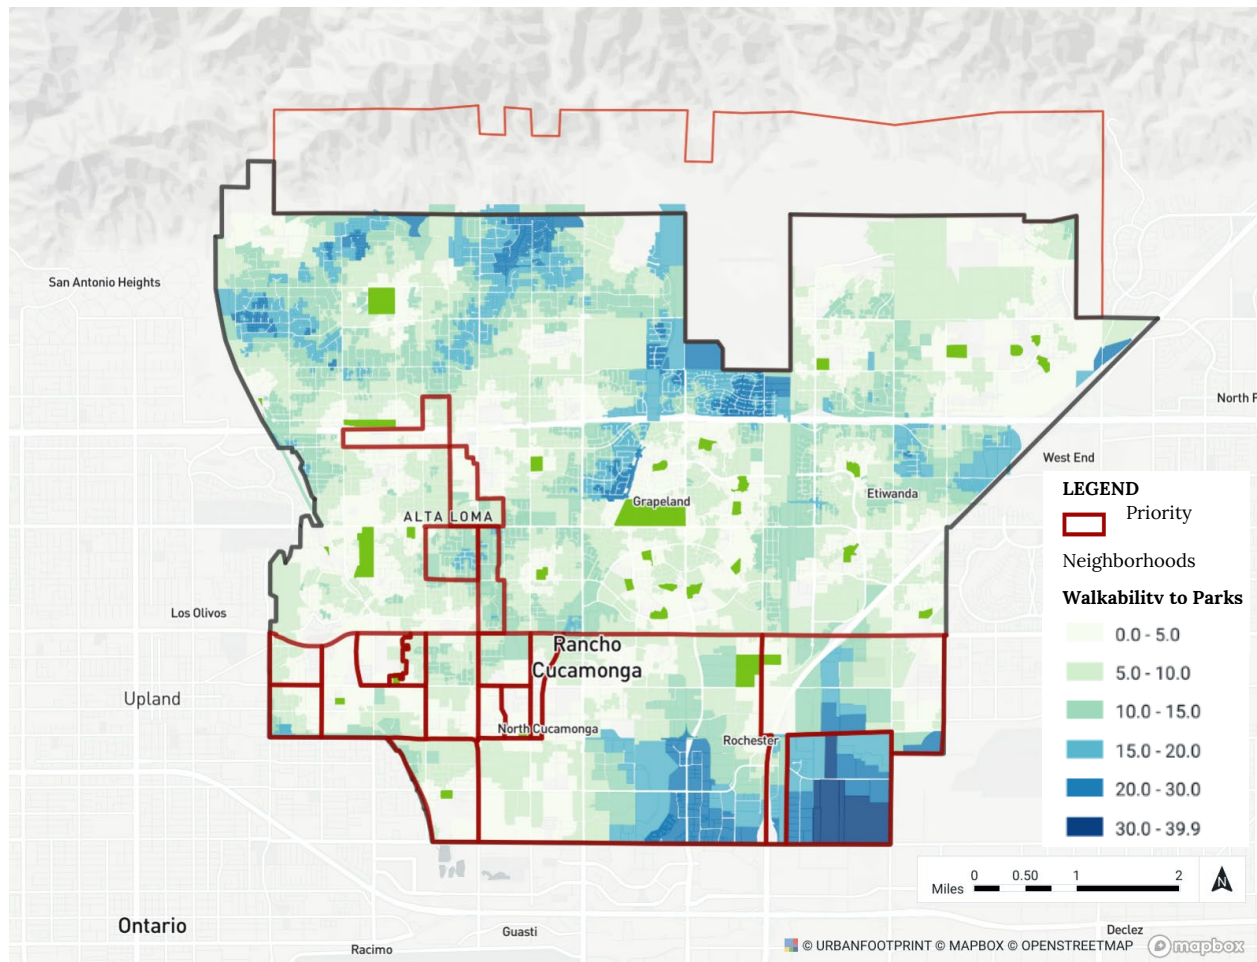 San Antonio Heights
North F
West End
Grapeland
Etiwanda
ALTA LOMA
Los Olivos
Rancho
Cucamonga
Upland
North Cucamonga
Rochester
Ontario
Guasti
Racimo
Declez
LEGEND
Priority
Neighborhoods
Walkability to Parks
0.0 - 5.0
5.0 - 10.0
10.0 - 15.0
15.0 - 20.0
20.0 - 30.0
30.0 - 39.9
0 0.50 1 2
Miles
N
© URBANFOOTPRINT © MAPBOX © OPENSTREETMAP
mapbox